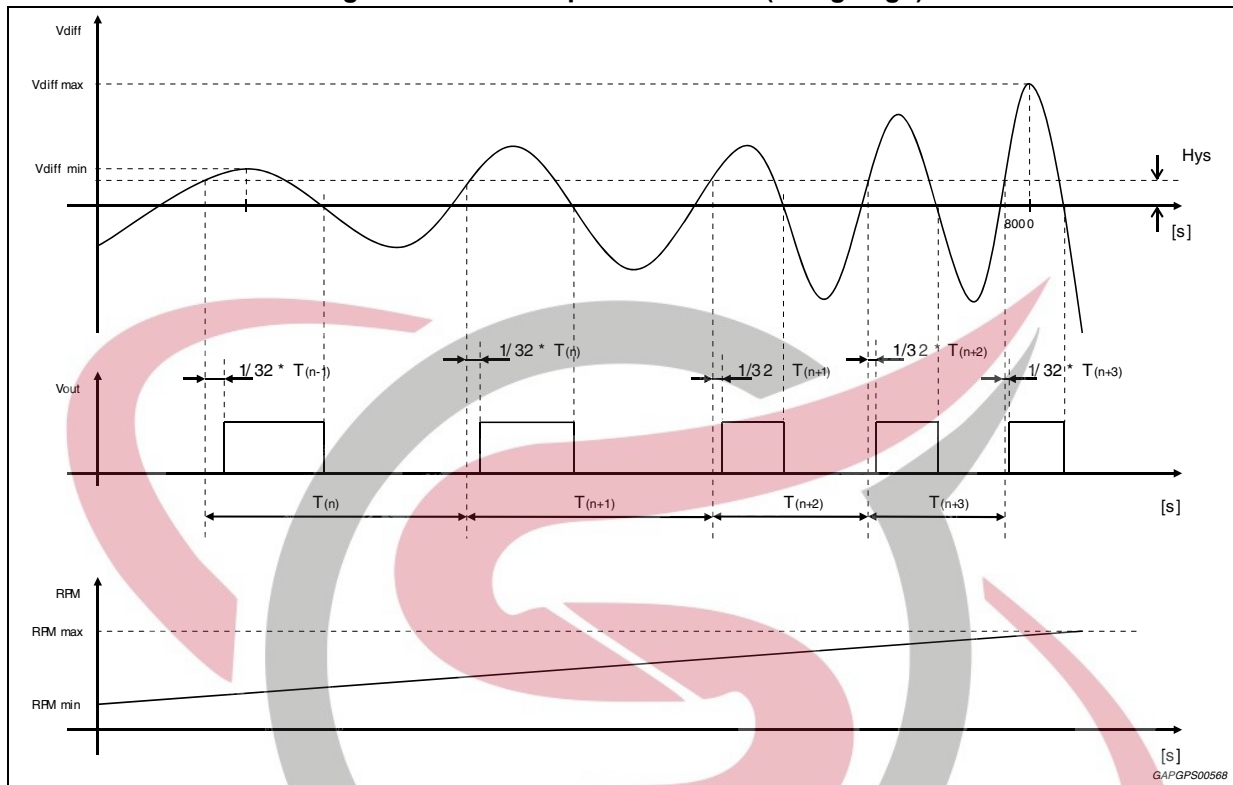 Vdiff
Vdiff max
Vdiff min
Hys
8000
[s]
1/32 * T(n-1)
1/32 * T(n)
1/32 T(n+1)
1/32 * T(n+2)
1/32 * T(n+3)
Vout
T(n)
T(n+1)
T(n+2)
T(n+3)
[s]
RPM
RPM max
RPM min
[s]
GAPGPS00568